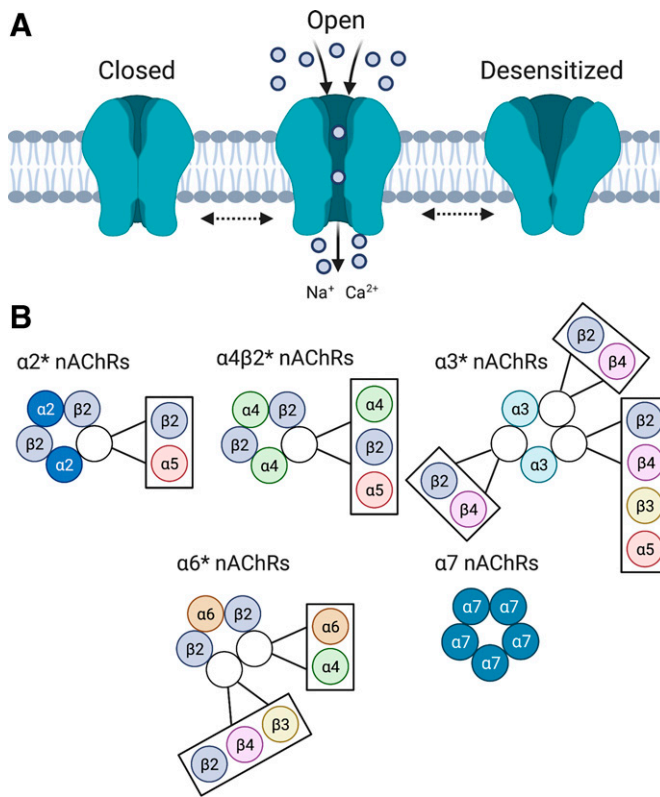 A
Open
Closed
Desensitized
Na⁺ Ca²⁺
B
α2* nAChRs
α2
β2
β2
α2
β2
α5
α4β2* nAChRs
α4
β2
β2
α4
α4
β2
α5
α3* nAChRs
α3
α3
β2
β4
β2
β4
β2
β4
β3
α5
α6* nAChRs
α6
β2
β2
α6
α4
β2
β4
β3
α7 nAChRs
α7
α7
α7
α7
α7